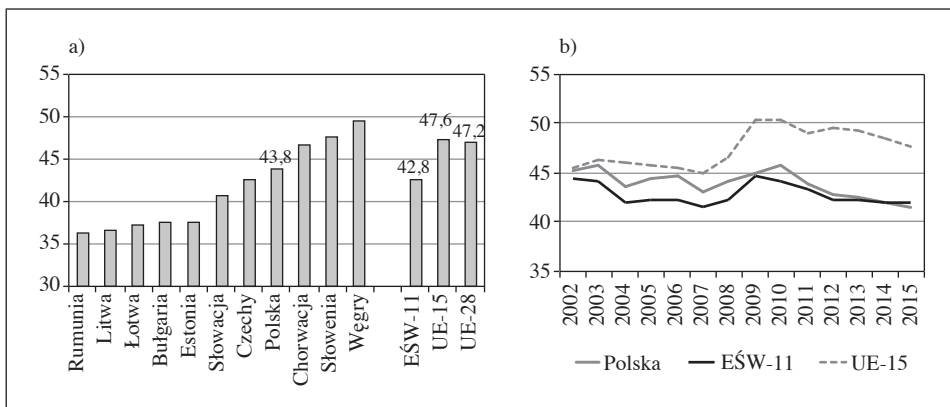 a)
55
50
45
40
35
30
43,8
42,8
47,6
47,2
Rumunia
Litwa
Łotwa
Bułgaria
Estonia
Słowacja
Czechy
Polska
Chorwacja
Słowenia
Węgry
EŚW-11
UE-15
UE-28
b)
55
50
45
40
35
2002
2003
2004
2005
2006
2007
2008
2009
2010
2011
2012
2013
2014
2015
Polska EŚW-11 UE-15